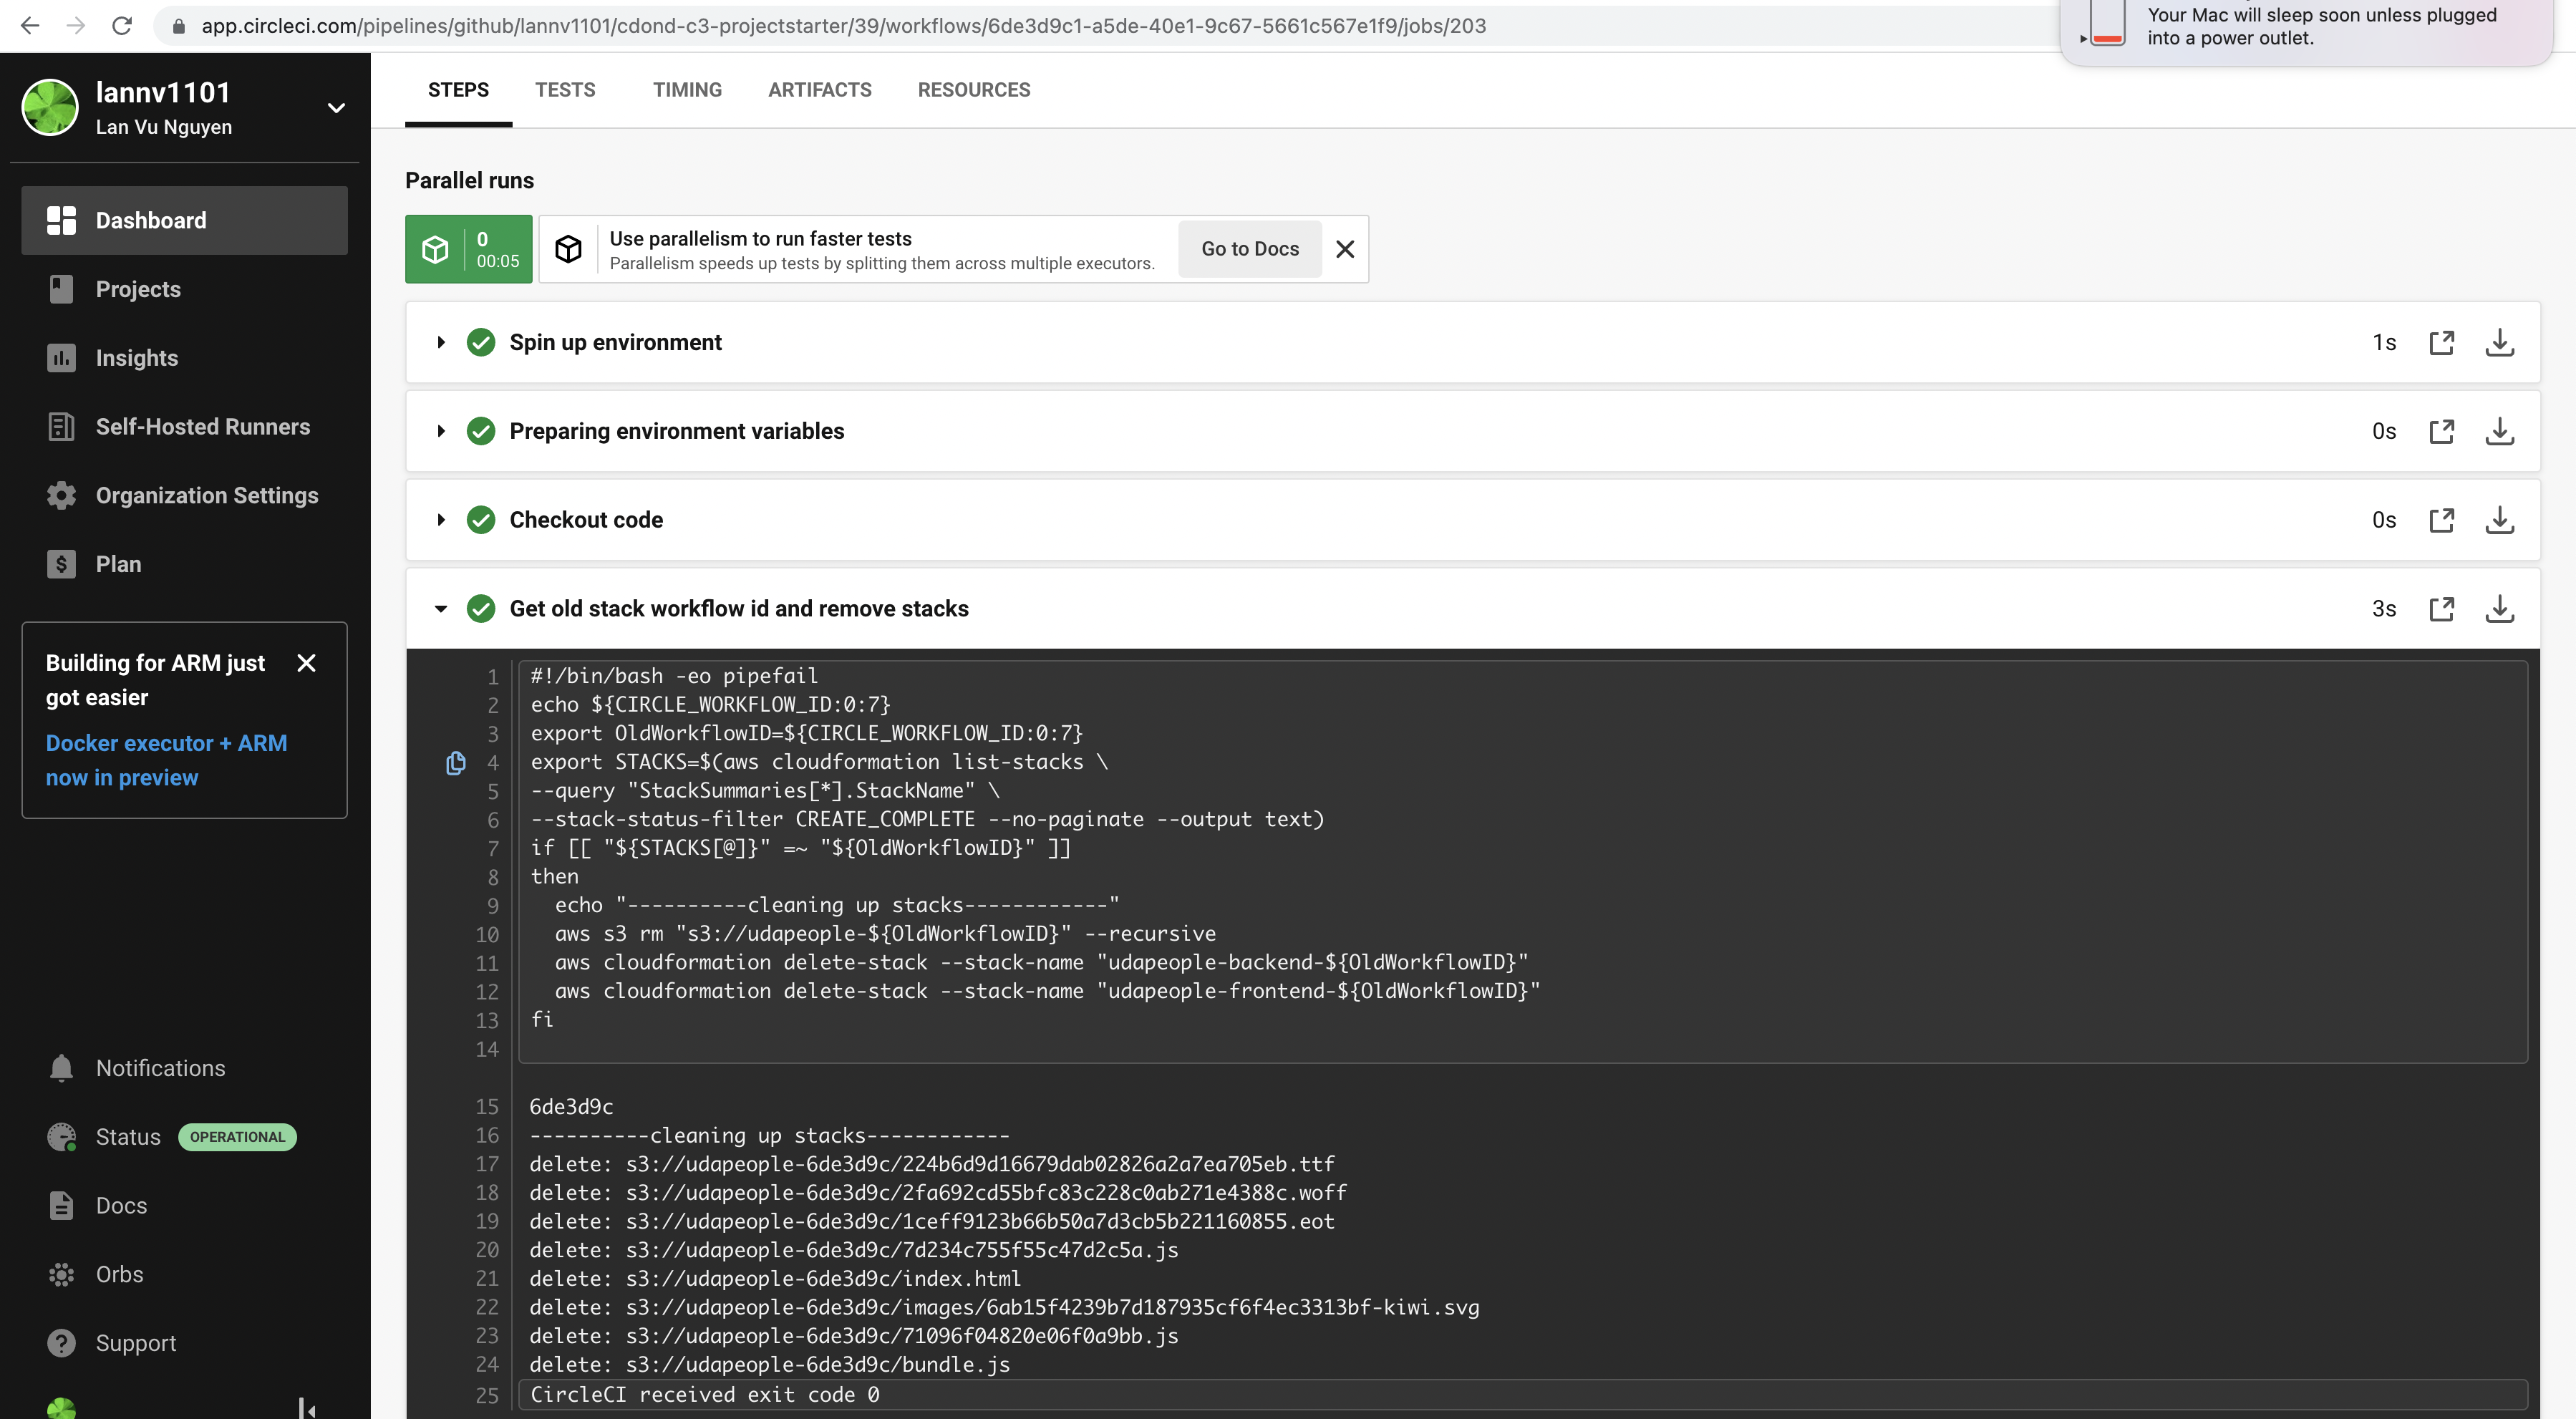 app.circleci.com/pipelines/github/lannv1101/cdond-c3-projectstarter/39/workflows/6de3d9c1-a5de-40e1-9c67-5661c567e1f9/jobs/203
Your Mac will sleep soon unless plugged
into a power outlet.
lannv1101
Lan Vu Nguyen
Dashboard
Projects
Insights
Self-Hosted Runners
Organization Settings
Plan
Building for ARM just
got easier
Docker executor + ARM
now in preview
Notifications
Status OPERATIONAL
Docs
Orbs
Support
STEPS TESTS TIMING ARTIFACTS RESOURCES
Parallel runs
0
00:05
Use parallelism to run faster tests
Parallelism speeds up tests by splitting them across multiple executors.
Go to Docs
Spin up environment 1s
Preparing environment variables 0s
Checkout code 0s
Get old stack workflow id and remove stacks 3s
1 #!/bin/bash -eo pipefail
2 echo ${CIRCLE_WORKFLOW_ID:0:7}
3 export OldWorkflowID=${CIRCLE_WORKFLOW_ID:0:7}
4 export STACKS=$(aws cloudformation list-stacks \
5 --query "StackSummaries[*].StackName" \
6 --stack-status-filter CREATE_COMPLETE --no-paginate --output text)
7 if [[ "${STACKS[@]}" =~ "${OldWorkflowID}" ]]
8 then
9 echo "----------cleaning up stacks------------"
10 aws s3 rm "s3://udapeople-${OldWorkflowID}" --recursive
11 aws cloudformation delete-stack --stack-name "udapeople-backend-${OldWorkflowID}"
12 aws cloudformation delete-stack --stack-name "udapeople-frontend-${OldWorkflowID}"
13 fi
14
15 6de3d9c
16 ----------cleaning up stacks------------
17 delete: s3://udapeople-6de3d9c/224b6d9d16679dab02826a2a7ea705eb.ttf
18 delete: s3://udapeople-6de3d9c/2fa692cd55bfc83c228c0ab271e4388c.woff
19 delete: s3://udapeople-6de3d9c/1ceff9123b66b50a7d3cb5b221160855.eot
20 delete: s3://udapeople-6de3d9c/7d234c755f55c47d2c5a.js
21 delete: s3://udapeople-6de3d9c/index.html
22 delete: s3://udapeople-6de3d9c/images/6ab15f4239b7d187935cf6f4ec3313bf-kiwi.svg
23 delete: s3://udapeople-6de3d9c/71096f04820e06f0a9bb.js
24 delete: s3://udapeople-6de3d9c/bundle.js
25 CircleCI received exit code 0